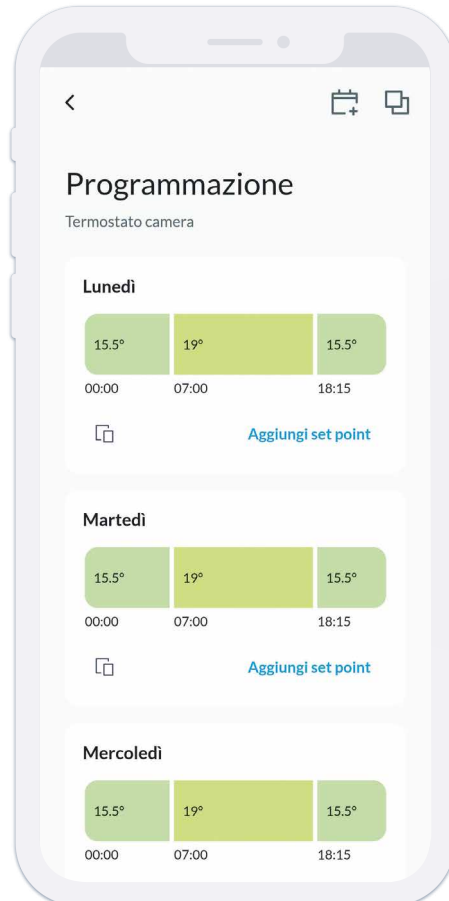 Programmazione
Termostato camera
Lunedì
15.5° 19° 15.5°
00:00 07:00 18:15
Aggiungi set point
Martedì
15.5° 19° 15.5°
00:00 07:00 18:15
Aggiungi set point
Mercoledì
15.5° 19° 15.5°
00:00 07:00 18:15